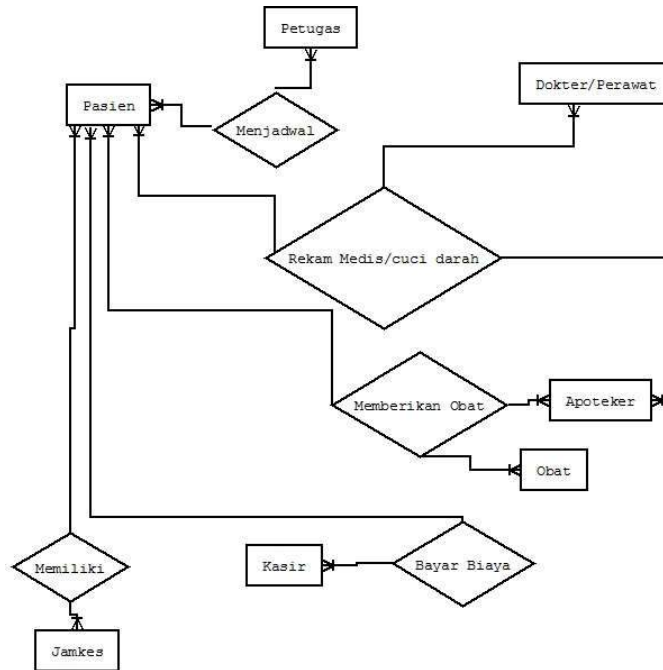 Petugas
Dokter/Perawat
Pasien
Menjadwal
Rekam Medis/cuci darah
Memberikan Obat
Apoteker
Obat
Kasir
Bayar Biaya
Memiliki
Jamkes